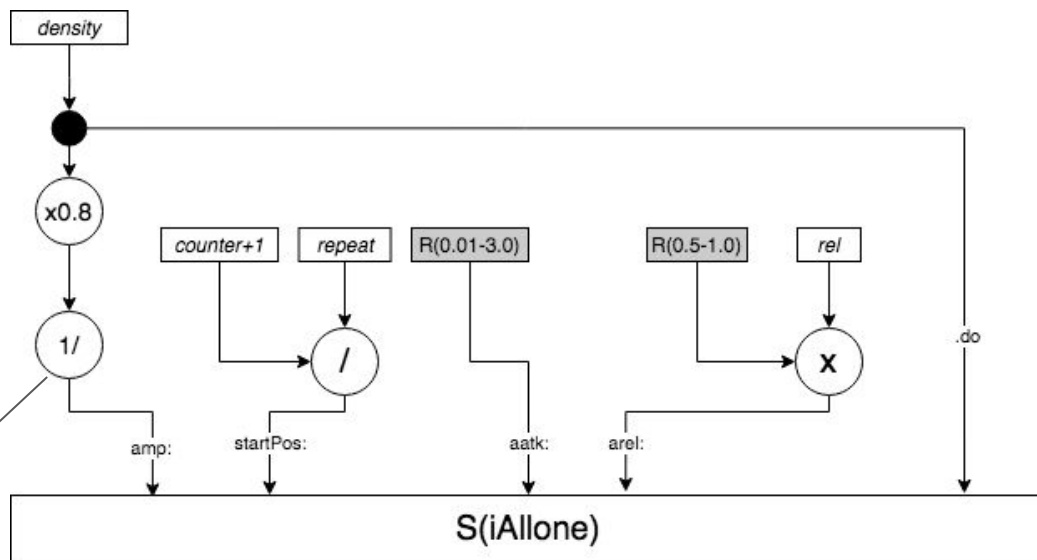 density
x0.8
counter+1
repeat
R(0.01-3.0)
R(0.5-1.0)
rel
1/
/
x
.do
amp:
startPos:
aatk:
arel:
S(iAllone)